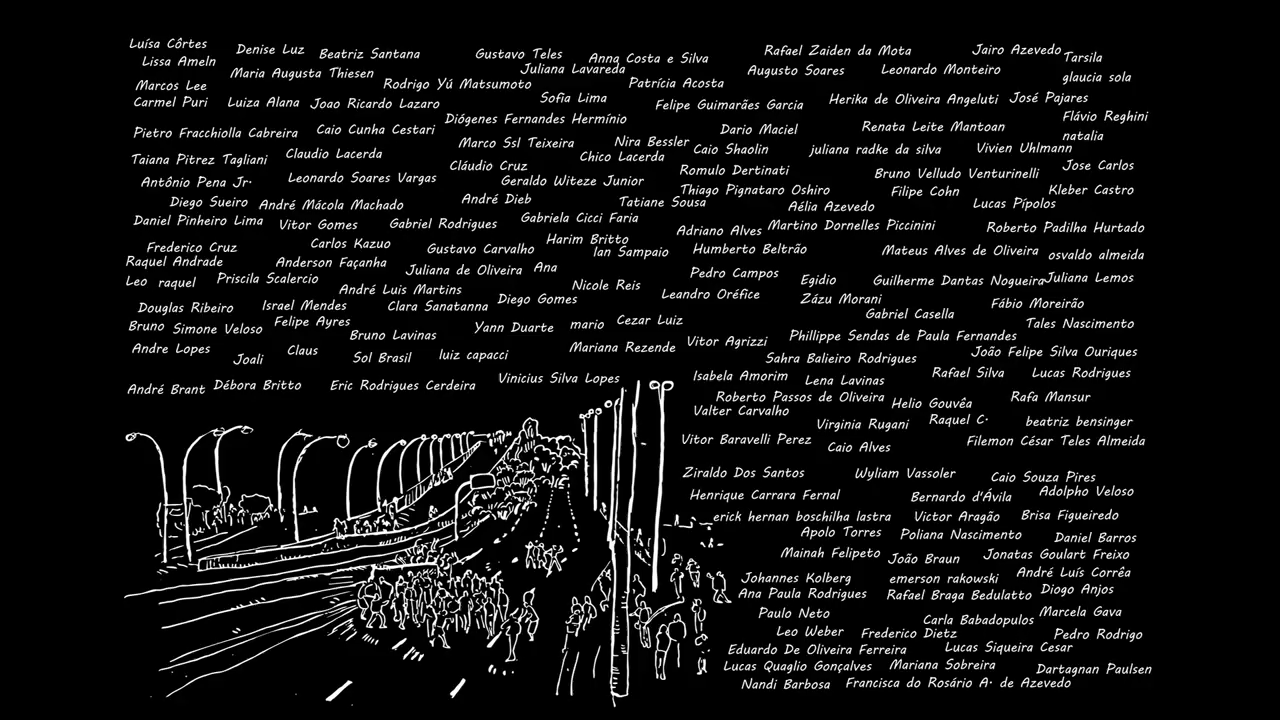 Luísa Côrtes Denise Luz Beatriz Santana Gustavo Teles Anna Costa e Silva Rafael Zaiden da Mota Jairo Azevedo Tarsila
Lissa Ameln Maria Augusta Thiesen Juliana Lavareda Augusto Soares Leonardo Monteiro glaucia sola
Marcos Lee Rodrigo Yú Matsumoto Patrícia Acosta
Carmel Puri Luiza Alana Joao Ricardo Lazaro Sofia Lima Felipe Guimarães Garcia Herika de Oliveira Angeluti José Pajares
Diógenes Fernandes Hermínio Flávio Reghini
Pietro Fracchiolla Cabreira Caio Cunha Cestari Dario Maciel Renata Leite Mantoan natalia
Marco Ssl Teixeira Nira Bessler Caio Shaolin juliana radke da silva Vivien Uhlmann
Taiana Pitrez Tagliani Claudio Lacerda Chico Lacerda
Cláudio Cruz Romulo Dertinati Bruno Velludo Venturinelli Jose Carlos
Antônio Pena Jr. Leonardo Soares Vargas Geraldo Witeze Junior
Thiago Pignataro Oshiro Filipe Cohn Kleber Castro
Diego Sueiro André Mácola Machado André Dieb Tatiane Sousa Aélia Azevedo Lucas Pípolos
Daniel Pinheiro Lima Vitor Gomes Gabriel Rodrigues Gabriela Cicci Faria Adriano Alves Martino Dornelles Piccinini Roberto Padilha Hurtado
Frederico Cruz Carlos Kazuo Gustavo Carvalho Harim Britto Ian Sampaio Humberto Beltrão Mateus Alves de Oliveira osvaldo almeida
Raquel Andrade Anderson Façanha Juliana de Oliveira Ana
Leo raquel Priscila Scalercio Pedro Campos Egidio Guilherme Dantas Nogueira Juliana Lemos
André Luis Martins Nicole Reis Leandro Oréfice
Douglas Ribeiro Israel Mendes Clara Sanatanna Diego Gomes Zázu Morani Fábio Moreirão
Gabriel Casella
Bruno Simone Veloso Felipe Ayres Yann Duarte mario Cezar Luiz Tales Nascimento
Bruno Lavinas Vitor Agrizzi Phillippe Sendas de Paula Fernandes
Andre Lopes Joali Claus Sol Brasil luiz capacci Mariana Rezende Sahra Balieiro Rodrigues João Felipe Silva Ouriques
André Brant Débora Britto Eric Rodrigues Cerdeira Vinicius Silva Lopes Isabela Amorim Lena Lavinas Rafael Silva Lucas Rodrigues
Roberto Passos de Oliveira Helio Gouvêa Rafa Mansur
Valter Carvalho Virginia Rugani Raquel C. beatriz bensinger
Vitor Baravelli Perez Caio Alves Filemon César Teles Almeida
Ziraldo Dos Santos Wyliam Vassoler Caio Souza Pires
Henrique Carrara Fernal Bernardo d'Ávila Adolpho Veloso
erick hernan boschilha lastra Victor Aragão Brisa Figueiredo
Apolo Torres Poliana Nascimento Daniel Barros
Mainah Felipeto João Braun Jonatas Goulart Freixo
Johannes Kolberg emerson rakowski André Luís Corrêa
Ana Paula Rodrigues Rafael Braga Bedulatto Diogo Anjos
Paulo Neto Carla Babadopulos Marcela Gava
Leo Weber Frederico Dietz Pedro Rodrigo
Eduardo De Oliveira Ferreira Lucas Siqueira Cesar
Lucas Quaglio Gonçalves Mariana Sobreira Dartagnan Paulsen
Nandi Barbosa Francisca do Rosário A. de Azevedo